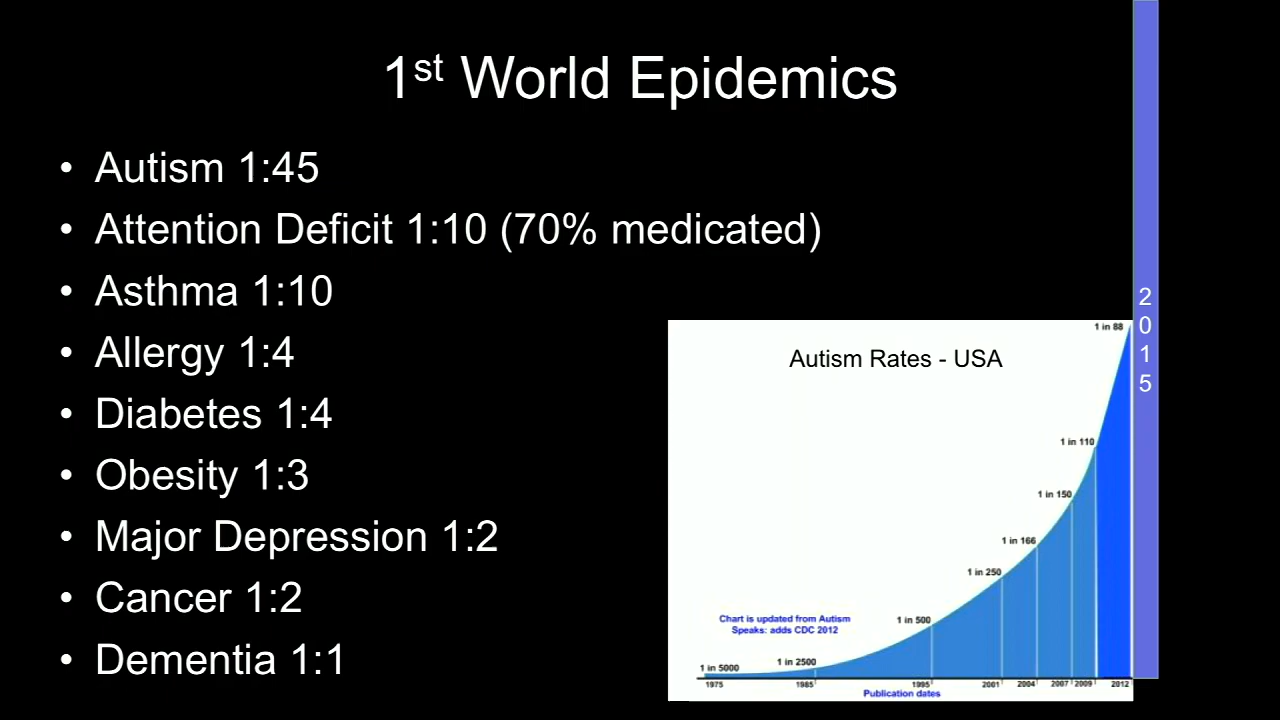 1st World Epidemics
• Autism 1:45
• Attention Deficit 1:10 (70% medicated)
• Asthma 1:10
• Allergy 1:4
• Diabetes 1:4
• Obesity 1:3
• Major Depression 1:2
• Cancer 1:2
• Dementia 1:1
2
0
1
5
Autism Rates - USA
1 in 88
1 in 110
1 in 150
1 in 166
1 in 250
1 in 500
1 in 2500
1 in 5000
Chart is updated from Autism
Speaks: adds CDC 2012
1975 1985 1995 2001 2004 2007 2009 2012
Publication dates